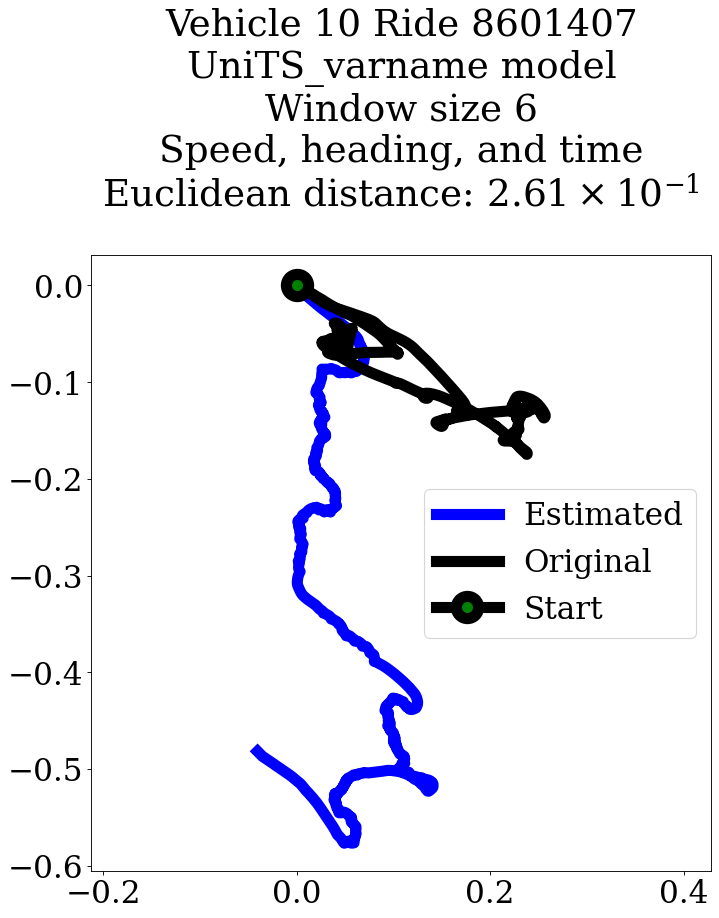 Vehicle 10 Ride 8601407
UniTS_varname model
Window size 6
Speed, heading, and time
Euclidean distance: 2.61 × 10⁻¹
0.0
−0.1
−0.2
−0.3
−0.4
−0.5
−0.6
Estimated
Original
Start
−0.2 0.0 0.2 0.4